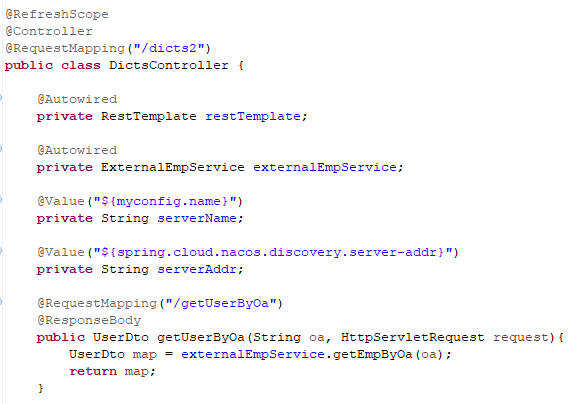 @RefreshScope
@Controller
@RequestMapping("/dicts2")
public class DictsController {
@Autowired
private RestTemplate restTemplate;
@Autowired
private ExternalEmpService externalEmpService;
@Value("${myconfig.name}")
private String serverName;
@Value("${spring.cloud.nacos.discovery.server-addr}")
private String serverAddr;
@RequestMapping("/getUserByOa")
@ResponseBody
public UserDto getUserByOa(String oa, HttpServletRequest request){
UserDto map = externalEmpService.getEmpByOa(oa);
return map;
}